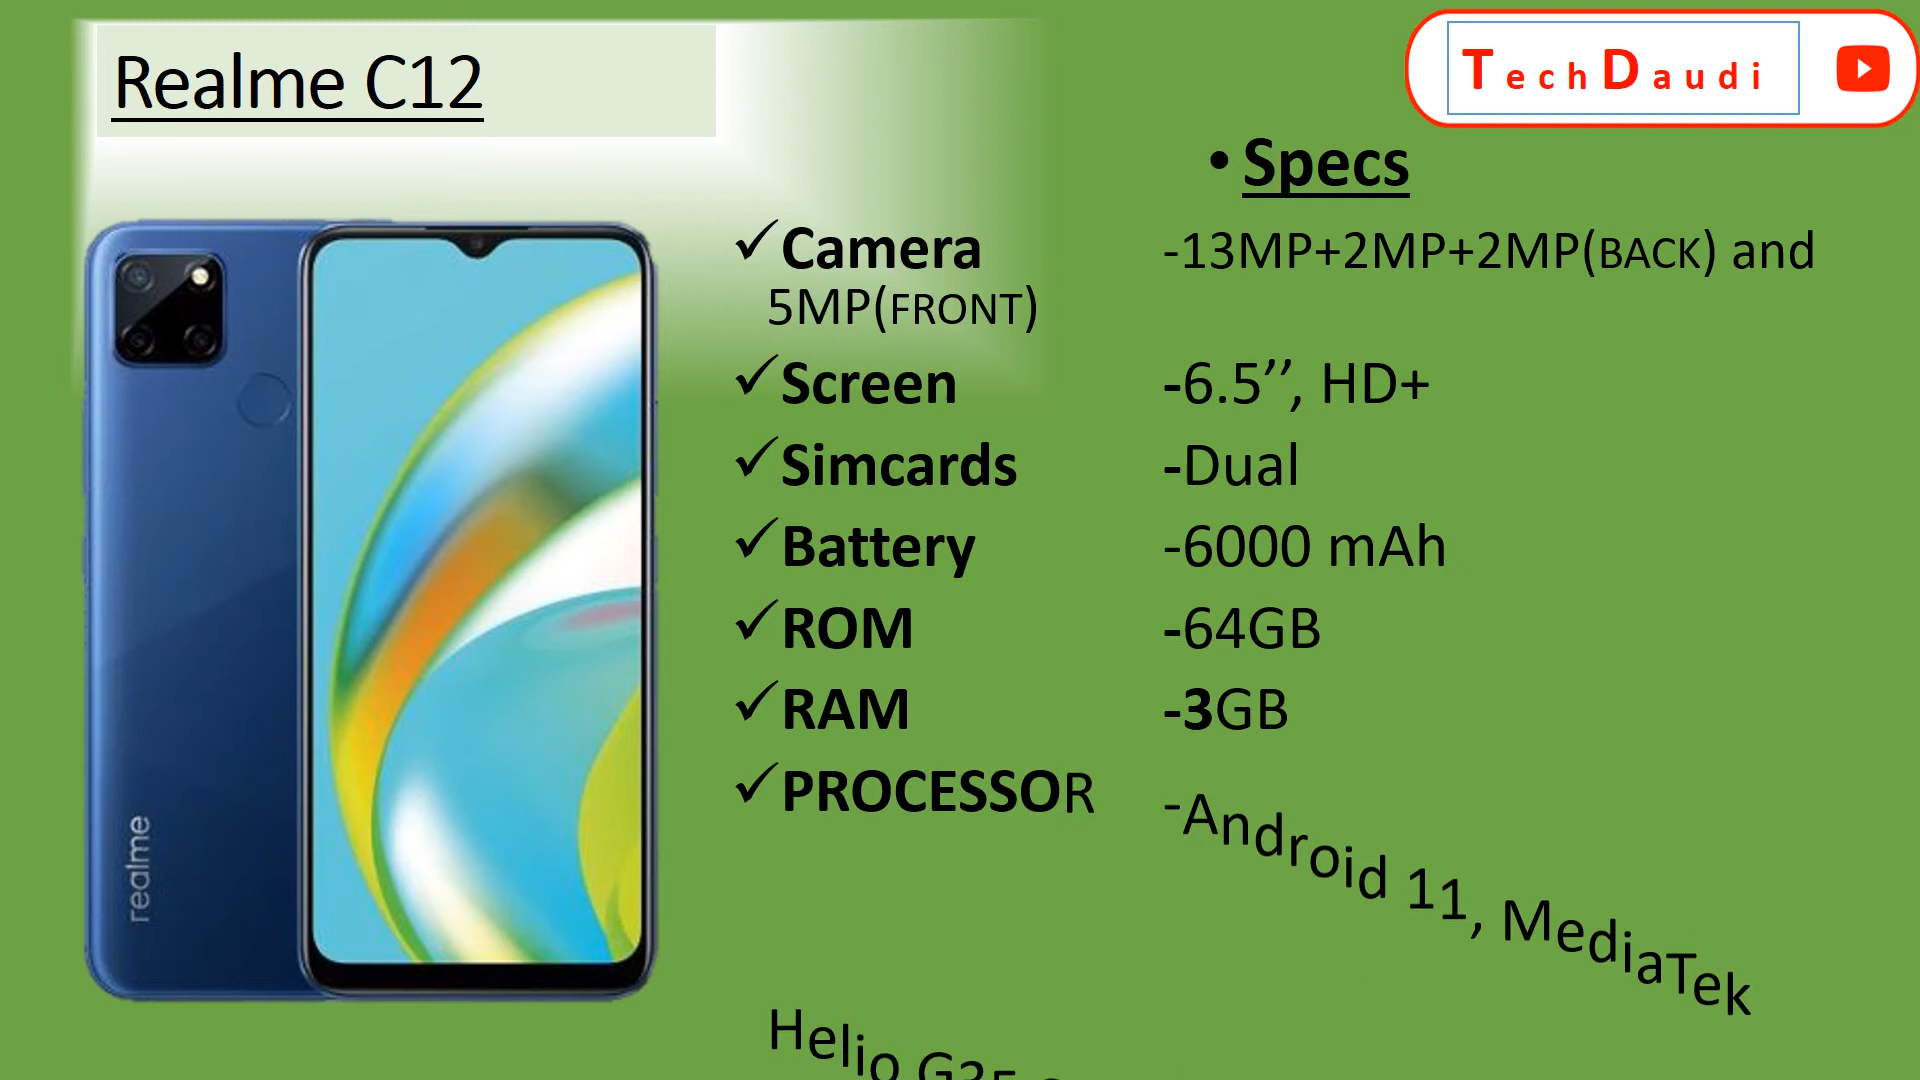 Realme C12
TechDaudi
• Specs
✓Camera -13MP+2MP+2MP(BACK) and
5MP(FRONT)
✓Screen -6.5’’, HD+
✓Simcards -Dual
✓Battery -6000 mAh
✓ROM -64GB
✓RAM -3GB
✓PROCESSOR -Android 11, MediaTek
Helio G35
realme